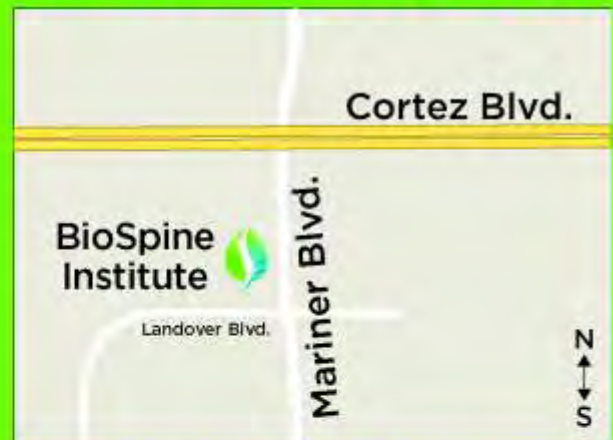 Cortez Blvd.
BioSpine
Institute
Mariner Blvd.
Landover Blvd.
N
S